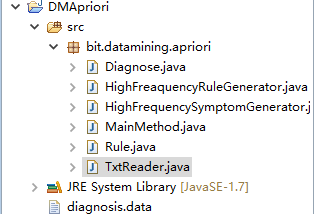 DMApriori
src
bit.datamining.apriori
Diagnose.java
HighFreaquencyRuleGenerator.java
HighFrequencySymptomGenerator.j
MainMethod.java
Rule.java
TxtReader.java
JRE System Library [JavaSE-1.7]
diagnosis.data